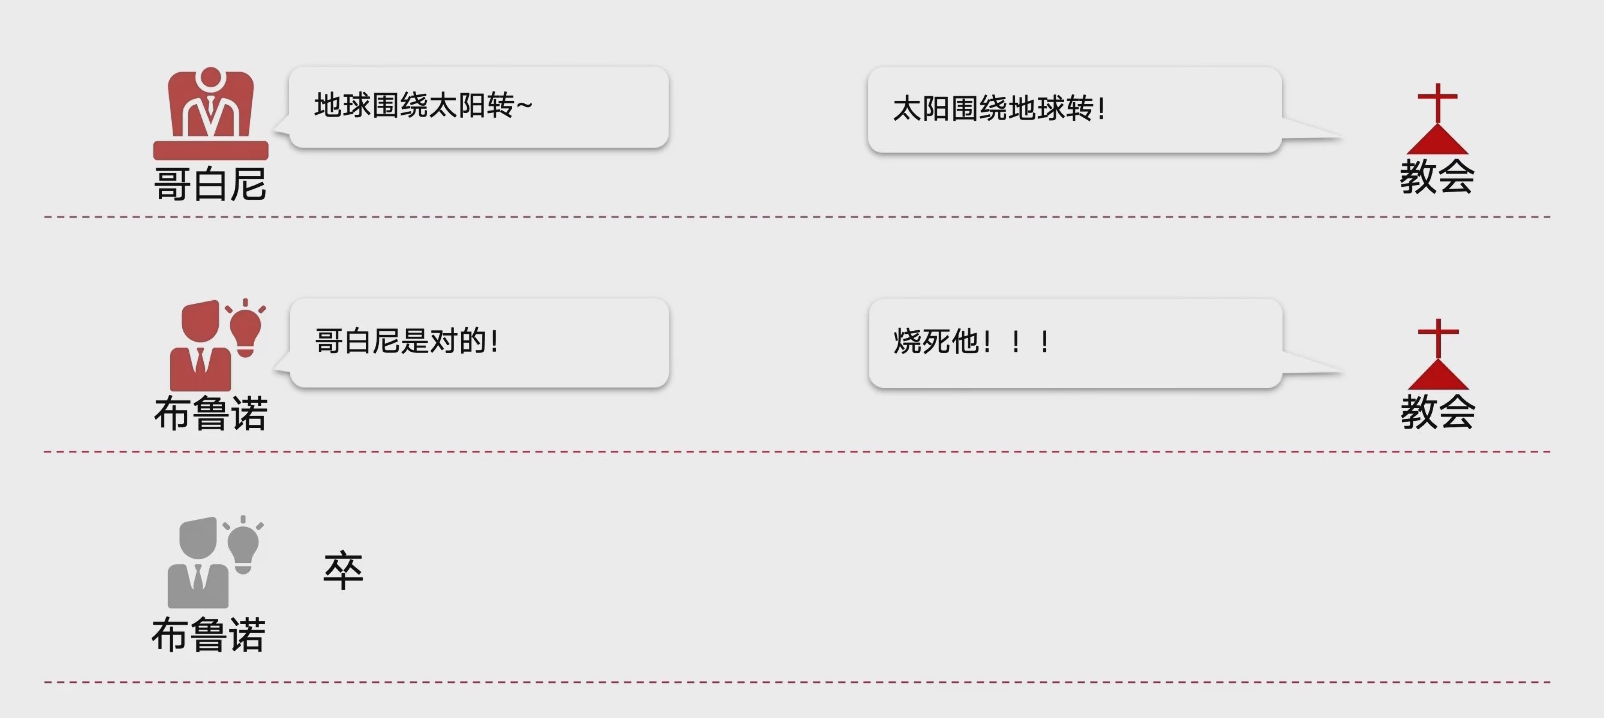 地球围绕太阳转~
太阳围绕地球转!
哥白尼
教会
哥白尼是对的!
烧死他!!!
布鲁诺
教会
卒
布鲁诺